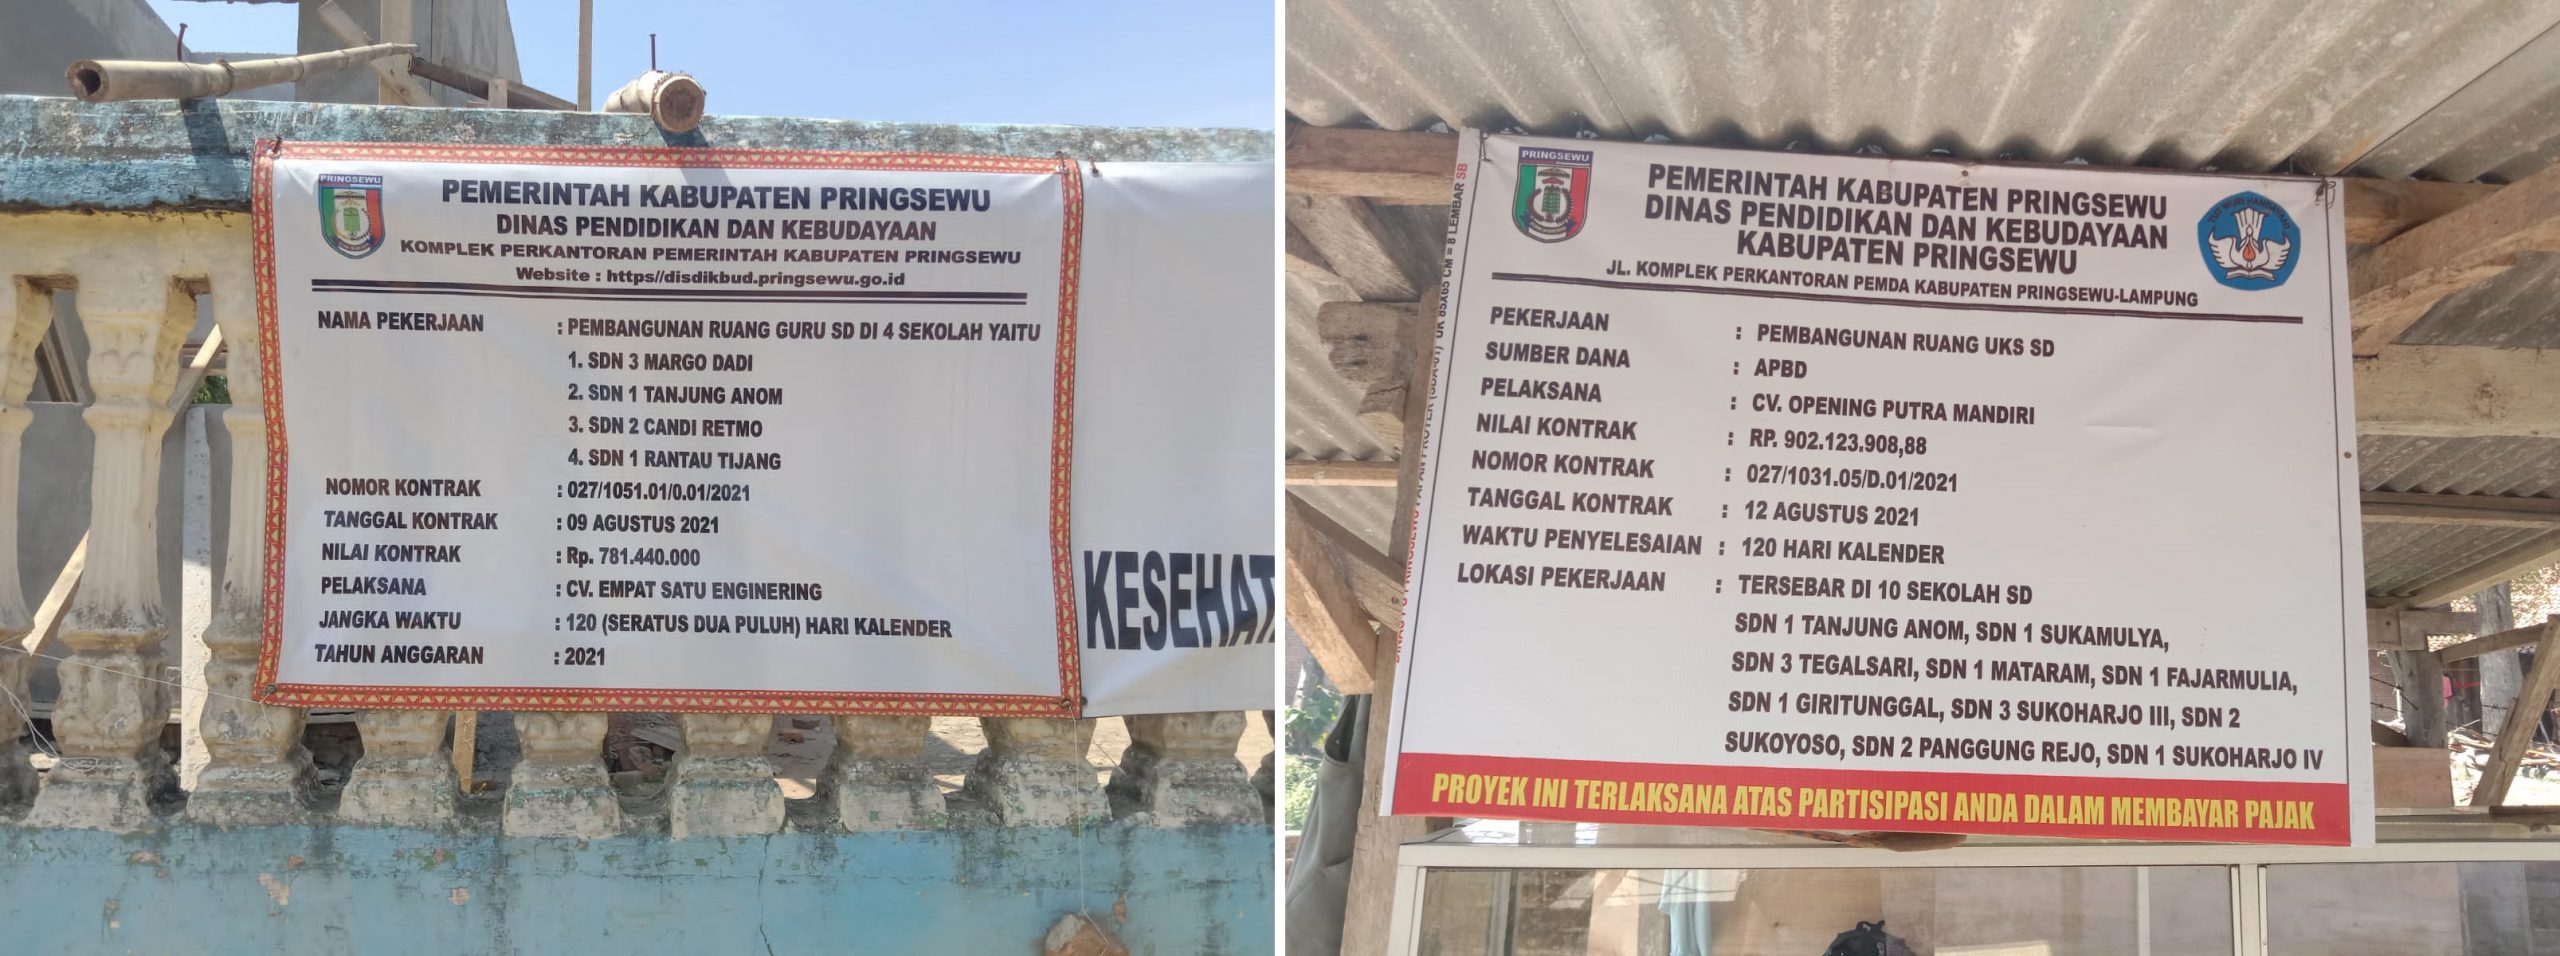 PRINGSEWU
PEMERINTAH KABUPATEN PRINGSEWU
DINAS PENDIDIKAN DAN KEBUDAYAAN
KOMPLEK PERKANTORAN PEMERINTAH KABUPATEN PRINGSEWU
Website : https//disdikbud.pringsewu.go.id
NAMA PEKERJAAN : PEMBANGUNAN RUANG GURU SD DI 4 SEKOLAH YAITU
1. SDN 3 MARGO DADI
2. SDN 1 TANJUNG ANOM
3. SDN 2 CANDI RETMO
4. SDN 1 RANTAU TIJANG
NOMOR KONTRAK : 027/1051.01/0.01/2021
TANGGAL KONTRAK : 09 AGUSTUS 2021
NILAI KONTRAK : Rp. 781.440.000
PELAKSANA : CV. EMPAT SATU ENGINERING
JANGKA WAKTU : 120 (SERATUS DUA PULUH) HARI KALENDER
TAHUN ANGGARAN : 2021
KESEHAT
PRINGSEWU
PEMERINTAH KABUPATEN PRINGSEWU
DINAS PENDIDIKAN DAN KEBUDAYAAN
KABUPATEN PRINGSEWU
JL. KOMPLEK PERKANTORAN PEMDA KABUPATEN PRINGSEWU-LAMPUNG
TUT WURI HANDAYANI
PEKERJAAN : PEMBANGUNAN RUANG UKS SD
SUMBER DANA : APBD
PELAKSANA : CV. OPENING PUTRA MANDIRI
NILAI KONTRAK : RP. 902.123.908,88
NOMOR KONTRAK : 027/1031.05/D.01/2021
TANGGAL KONTRAK : 12 AGUSTUS 2021
WAKTU PENYELESAIAN : 120 HARI KALENDER
LOKASI PEKERJAAN : TERSEBAR DI 10 SEKOLAH SD
SDN 1 TANJUNG ANOM, SDN 1 SUKAMULYA,
SDN 3 TEGALSARI, SDN 1 MATARAM, SDN 1 FAJARMULIA,
SDN 1 GIRITUNGGAL, SDN 3 SUKOHARJO III, SDN 2
SUKOYOSO, SDN 2 PANGGUNG REJO, SDN 1 SUKOHARJO IV
PROYEK INI TERLAKSANA ATAS PARTISIPASI ANDA DALAM MEMBAYAR PAJAK
UK 85X65 CM = 8 LEMBAR SB